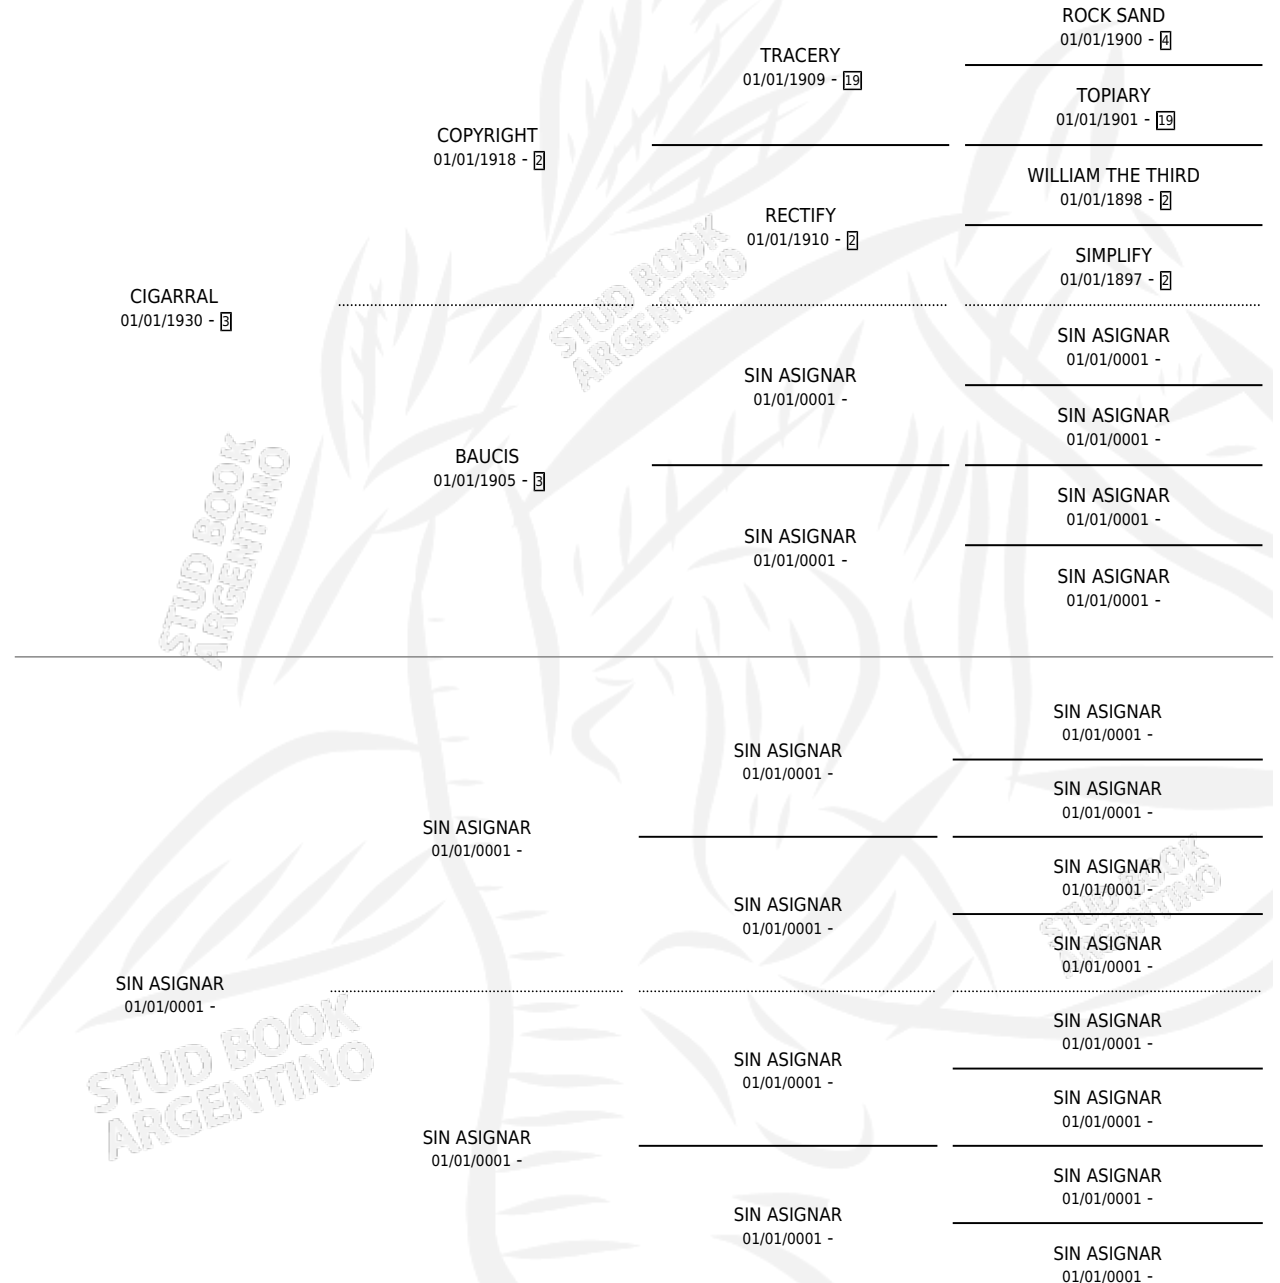 ROCK SAND
01/01/1900 - 4
TRACERY
01/01/1909 - 19
TOPIARY
01/01/1901 - 19
COPYRIGHT
01/01/1918 - 2
WILLIAM THE THIRD
01/01/1898 - 2
RECTIFY
01/01/1910 - 2
SIMPLIFY
01/01/1897 - 2
CIGARRAL
01/01/1930 - 3
SIN ASIGNAR
01/01/0001 -
SIN ASIGNAR
01/01/0001 -
SIN ASIGNAR
01/01/0001 -
BAUCIS
01/01/1905 - 3
SIN ASIGNAR
01/01/0001 -
SIN ASIGNAR
01/01/0001 -
SIN ASIGNAR
01/01/0001 -
STUD BOOK
ARGENTINO
STUD BOOK
ARGENTINO
SIN ASIGNAR
01/01/0001 -
SIN ASIGNAR
01/01/0001 -
SIN ASIGNAR
01/01/0001 -
SIN ASIGNAR
01/01/0001 -
SIN ASIGNAR
01/01/0001 -
SIN ASIGNAR
01/01/0001 -
SIN ASIGNAR
01/01/0001 -
SIN ASIGNAR
01/01/0001 -
SIN ASIGNAR
01/01/0001 -
SIN ASIGNAR
01/01/0001 -
SIN ASIGNAR
01/01/0001 -
SIN ASIGNAR
01/01/0001 -
SIN ASIGNAR
01/01/0001 -
SIN ASIGNAR
01/01/0001 -
SIN ASIGNAR
01/01/0001 -
STUD BOOK
ARGENTINO
STUD BOOK
ARGENTINO